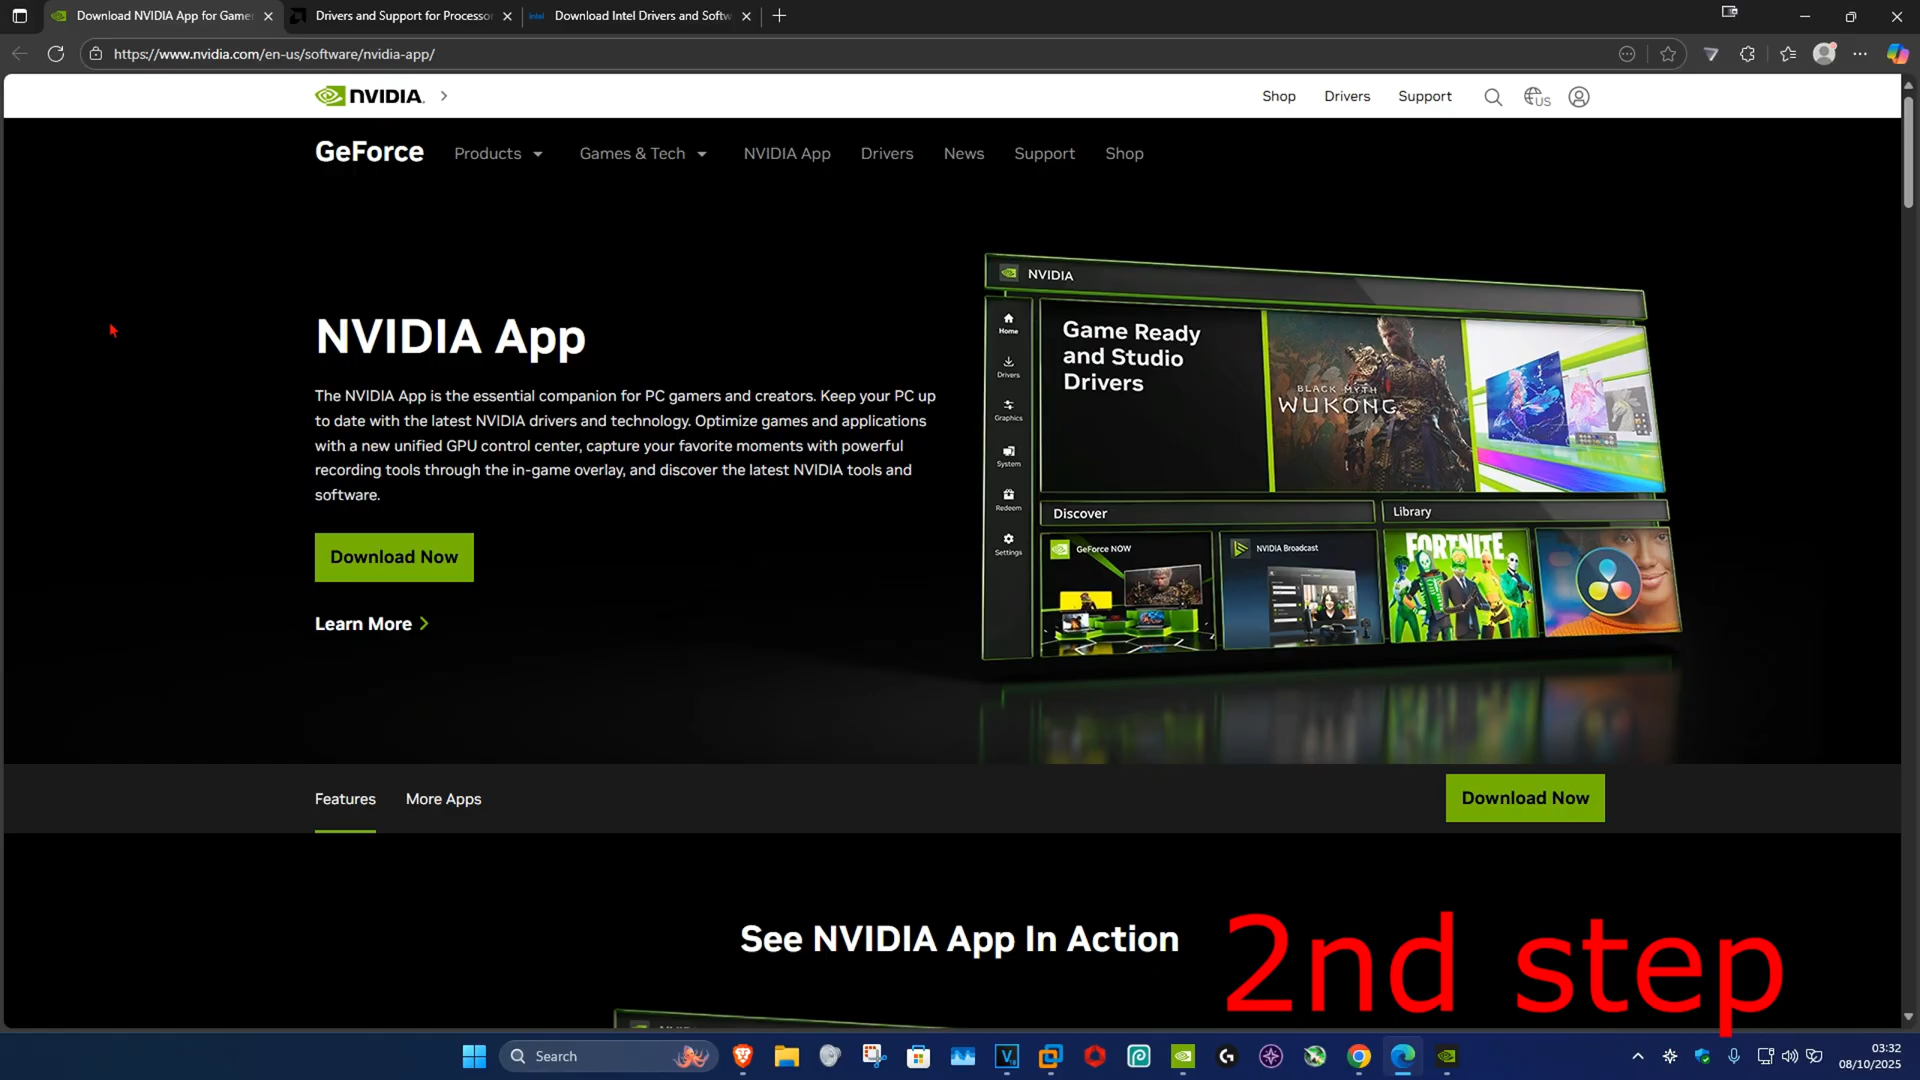 Download NVIDIA App for Game
Drivers and Support for Processor
intel
Download Intel Drivers and Softw
https://www.nvidia.com/en-us/software/nvidia-app/
NVIDIA.
Shop
Drivers
Support
US
GeForce
Products
Games & Tech
NVIDIA App
Drivers
News
Support
Shop
NVIDIA App
The NVIDIA App is the essential companion for PC gamers and creators. Keep your PC up
to date with the latest NVIDIA drivers and technology. Optimize games and applications
with a new unified GPU control center, capture your favorite moments with powerful
recording tools through the in-game overlay, and discover the latest NVIDIA tools and
software.
Download Now
Learn More
NVIDIA
Home
Drivers
Graphics
System
Redeem
Settings
Game Ready
and Studio
Drivers
BLACK MYTH
WUKONG
Discover
Library
GeForce NOW
NVIDIA Broadcast
FORTNITE
Features
More Apps
Download Now
See NVIDIA App In Action
2nd step
Search
03:32
08/10/2025